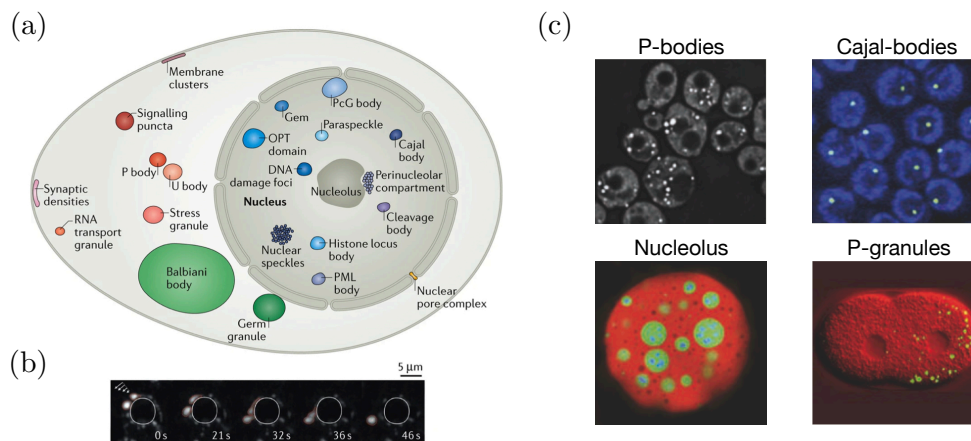 (a)
Membrane
clusters
Signalling
puncta
P body
U body
Synaptic
densities
RNA
transport
granule
Stress
granule
Balbiani
body
Germ
granule
PcG body
Gem
Paraspeckle
OPT
domain
Cajal
body
DNA
damage foci
Nucleolus
Perinucleolar
compartment
Nucleus
Cleavage
body
Nuclear
speckles
Histone locus
body
PML
body
Nuclear
pore complex
(b)
5 µm
0 s
21 s
32 s
36 s
46 s
(c)
P-bodies
Cajal-bodies
Nucleolus
P-granules